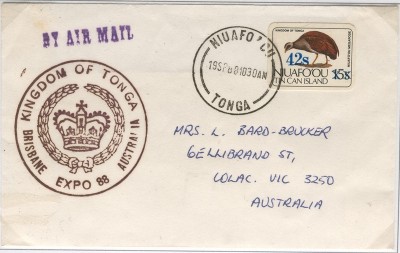 BY AIR MAIL
NIUAFO'OU
19SP881030AM
TONGA
KINGDOM OF TONGA
42s
15s
NIUAFO'OU
TIN CAN ISLAND
KINGDOM OF TONGA
BRISBANE EXPO 88 AUSTRALIA
MRS. L. BARD-BRUCKER
GELLIBRAND ST,
COLAC. VIC 3250
AUSTRALIA